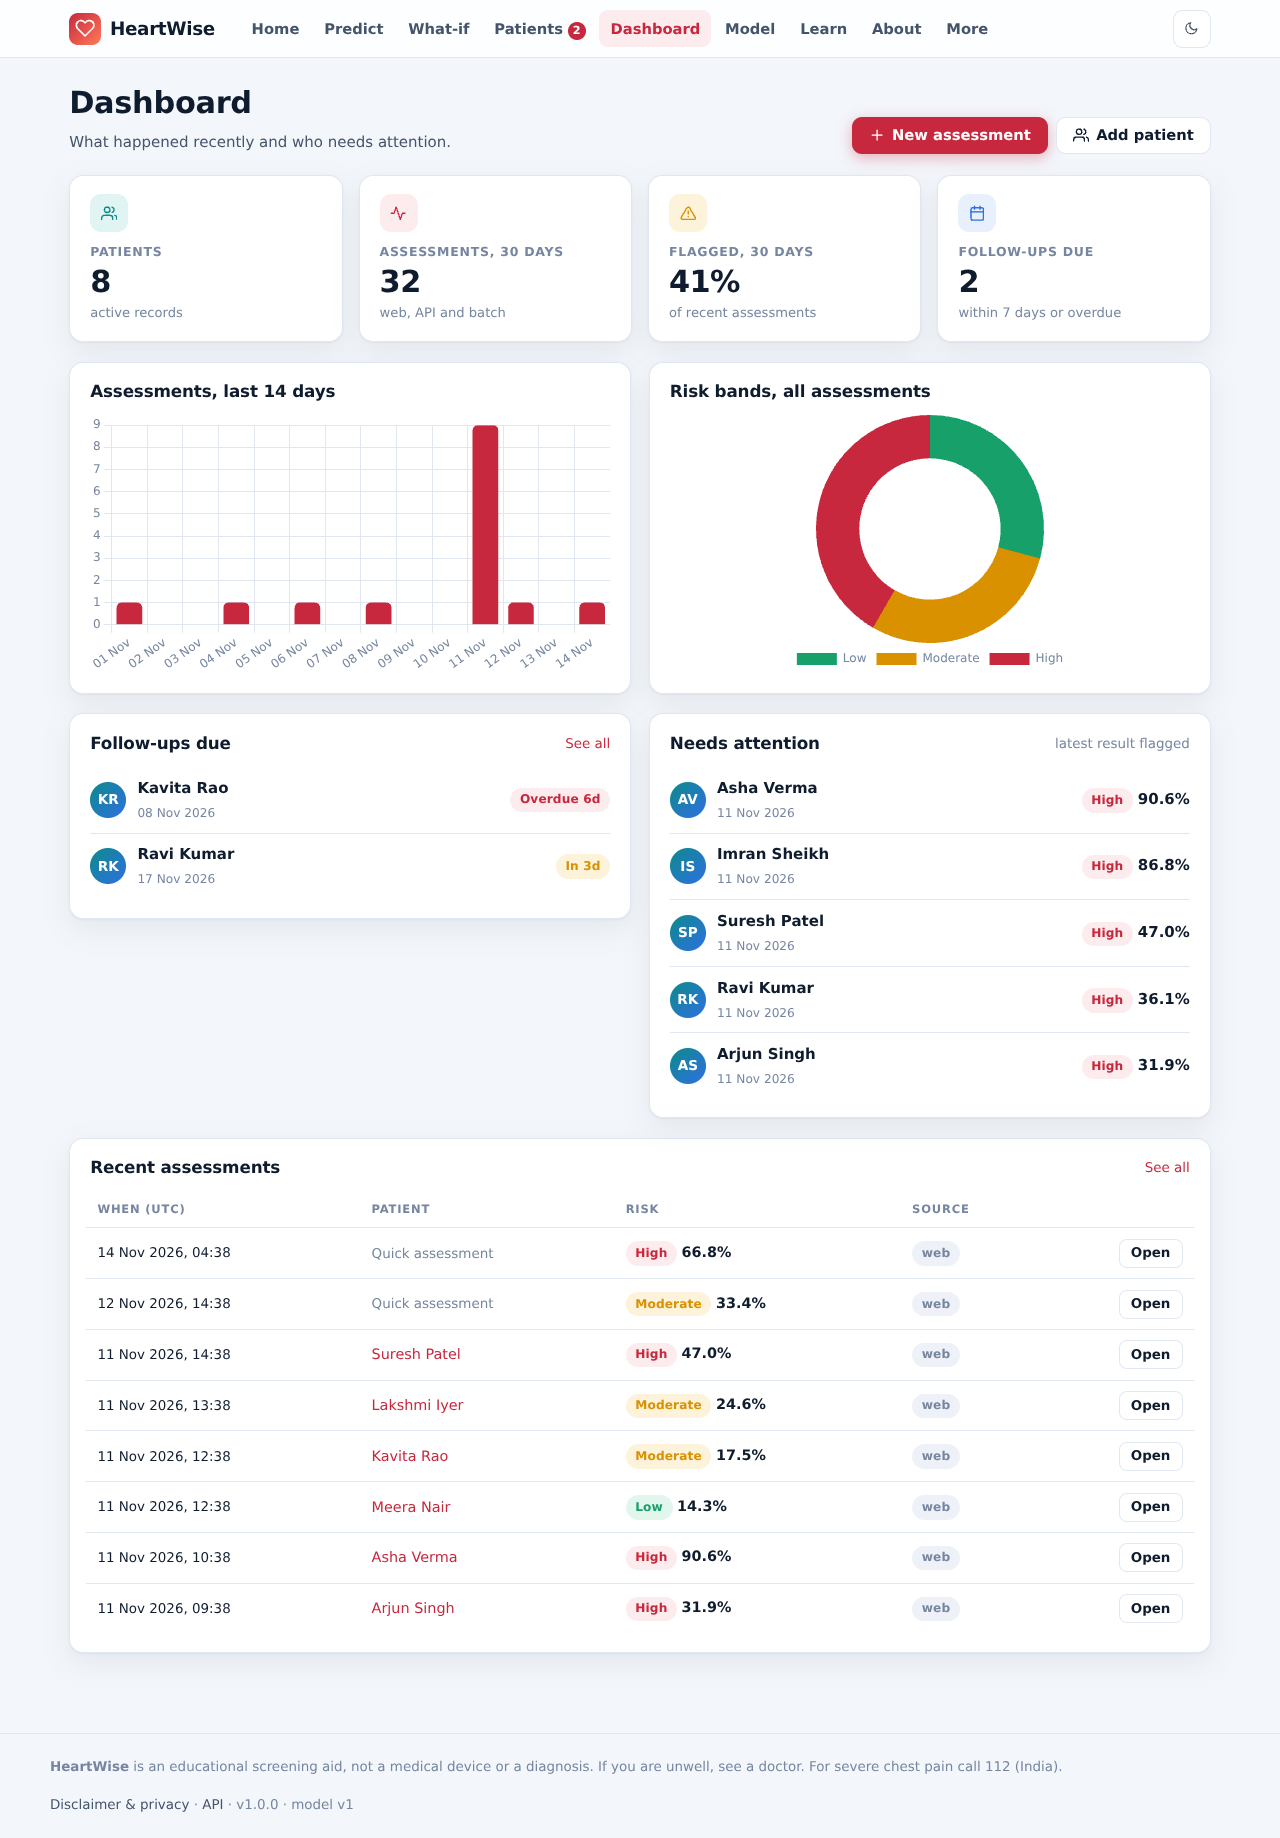 HeartWise Home Predict What-if Patients 2 Dashboard Model Learn About More
Dashboard
What happened recently and who needs attention.
New assessment Add patient
PATIENTS
8
active records
ASSESSMENTS, 30 DAYS
32
web, API and batch
FLAGGED, 30 DAYS
41%
of recent assessments
FOLLOW-UPS DUE
2
within 7 days or overdue
Assessments, last 14 days
9
8
7
6
5
4
3
2
1
0
01 Nov 02 Nov 03 Nov 04 Nov 05 Nov 06 Nov 07 Nov 08 Nov 09 Nov 10 Nov 11 Nov 12 Nov 13 Nov 14 Nov
Risk bands, all assessments
Low Moderate High
Follow-ups due See all
KR Kavita Rao Overdue 6d
08 Nov 2026
RK Ravi Kumar In 3d
17 Nov 2026
Needs attention latest result flagged
AV Asha Verma High 90.6%
11 Nov 2026
IS Imran Sheikh High 86.8%
11 Nov 2026
SP Suresh Patel High 47.0%
11 Nov 2026
RK Ravi Kumar High 36.1%
11 Nov 2026
AS Arjun Singh High 31.9%
11 Nov 2026
Recent assessments See all
WHEN (UTC) PATIENT RISK SOURCE
14 Nov 2026, 04:38 Quick assessment High 66.8% web Open
12 Nov 2026, 14:38 Quick assessment Moderate 33.4% web Open
11 Nov 2026, 14:38 Suresh Patel High 47.0% web Open
11 Nov 2026, 13:38 Lakshmi Iyer Moderate 24.6% web Open
11 Nov 2026, 12:38 Kavita Rao Moderate 17.5% web Open
11 Nov 2026, 12:38 Meera Nair Low 14.3% web Open
11 Nov 2026, 10:38 Asha Verma High 90.6% web Open
11 Nov 2026, 09:38 Arjun Singh High 31.9% web Open
HeartWise is an educational screening aid, not a medical device or a diagnosis. If you are unwell, see a doctor. For severe chest pain call 112 (India).
Disclaimer & privacy · API · v1.0.0 · model v1